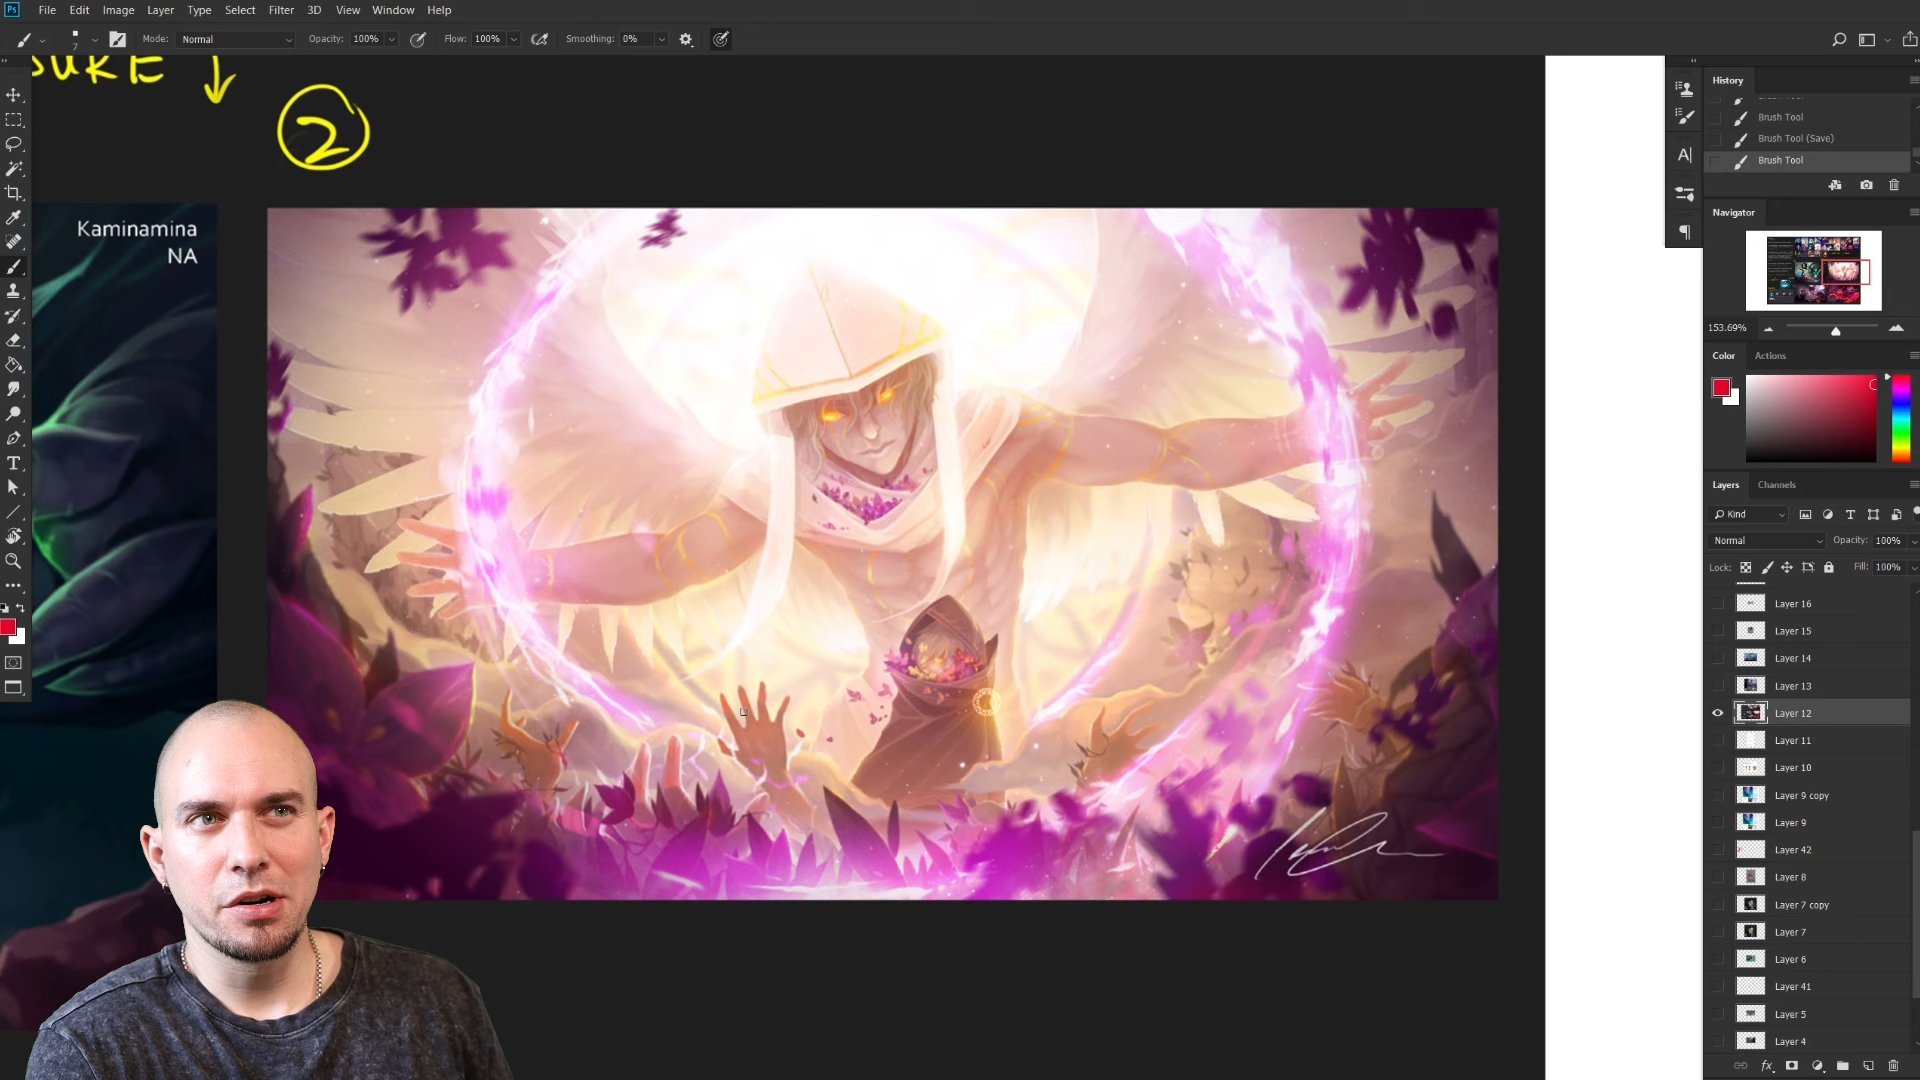 Ps File Edit Image Layer Type Select Filter 3D View Window Help
7 Mode: Normal Opacity: 100% Flow: 100% Smoothing: 0%
SURE ↓
2
Kaminamina
NA
History
Brush Tool
Brush Tool (Save)
Brush Tool
Navigator
153.69%
Color Actions
Layers Channels
Kind
Normal Opacity: 100%
Lock: Fill: 100%
Layer 16
Layer 15
Layer 14
Layer 13
Layer 12
Layer 11
Layer 10
Layer 9 copy
Layer 9
Layer 42
Layer 8
Layer 7 copy
Layer 7
Layer 6
Layer 41
Layer 5
Layer 4